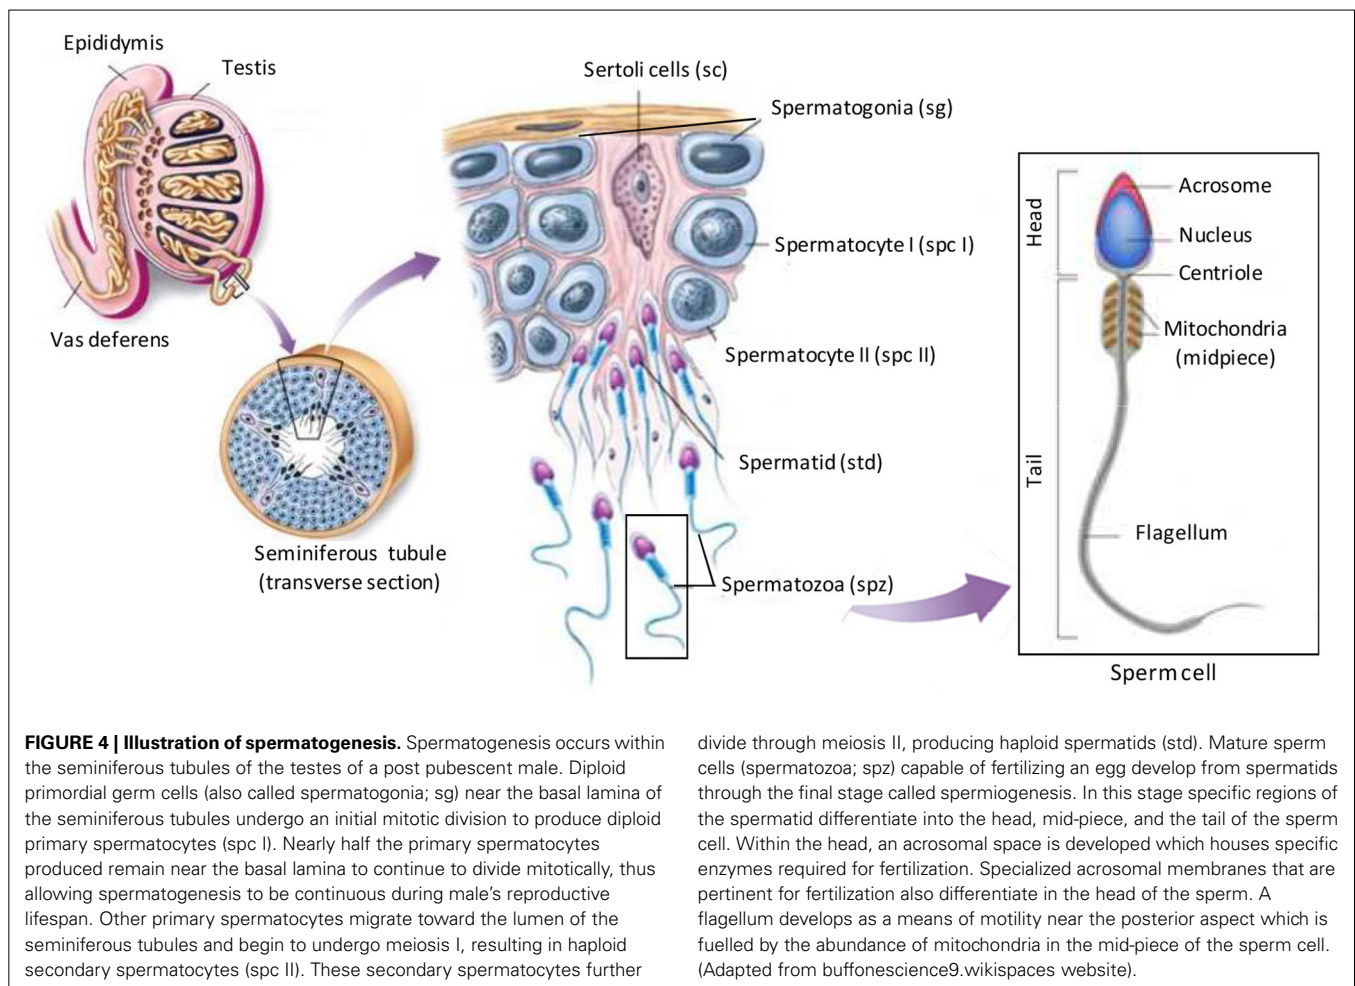 Epididymis
Testis
Vas deferens
Seminiferous tubule
(transverse section)
Sertoli cells (sc)
Spermatogonia (sg)
Spermatocyte I (spc I)
Spermatocyte II (spc II)
Spermatid (std)
Spermatozoa (spz)
Head
Tail
Acrosome
Nucleus
Centriole
Mitochondria
(midpiece)
Flagellum
Sperm cell
FIGURE 4 | Illustration of spermatogenesis. Spermatogenesis occurs within
the seminiferous tubules of the testes of a post pubescent male. Diploid
primordial germ cells (also called spermatogonia; sg) near the basal lamina of
the seminiferous tubules undergo an initial mitotic division to produce diploid
primary spermatocytes (spc I). Nearly half the primary spermatocytes
produced remain near the basal lamina to continue to divide mitotically, thus
allowing spermatogenesis to be continuous during male's reproductive
lifespan. Other primary spermatocytes migrate toward the lumen of the
seminiferous tubules and begin to undergo meiosis I, resulting in haploid
secondary spermatocytes (spc II). These secondary spermatocytes further
divide through meiosis II, producing haploid spermatids (std). Mature sperm
cells (spermatozoa; spz) capable of fertilizing an egg develop from spermatids
through the final stage called spermiogenesis. In this stage specific regions of
the spermatid differentiate into the head, mid-piece, and the tail of the sperm
cell. Within the head, an acrosomal space is developed which houses specific
enzymes required for fertilization. Specialized acrosomal membranes that are
pertinent for fertilization also differentiate in the head of the sperm. A
flagellum develops as a means of motility near the posterior aspect which is
fuelled by the abundance of mitochondria in the mid-piece of the sperm cell.
(Adapted from buffonescience9.wikispaces website).